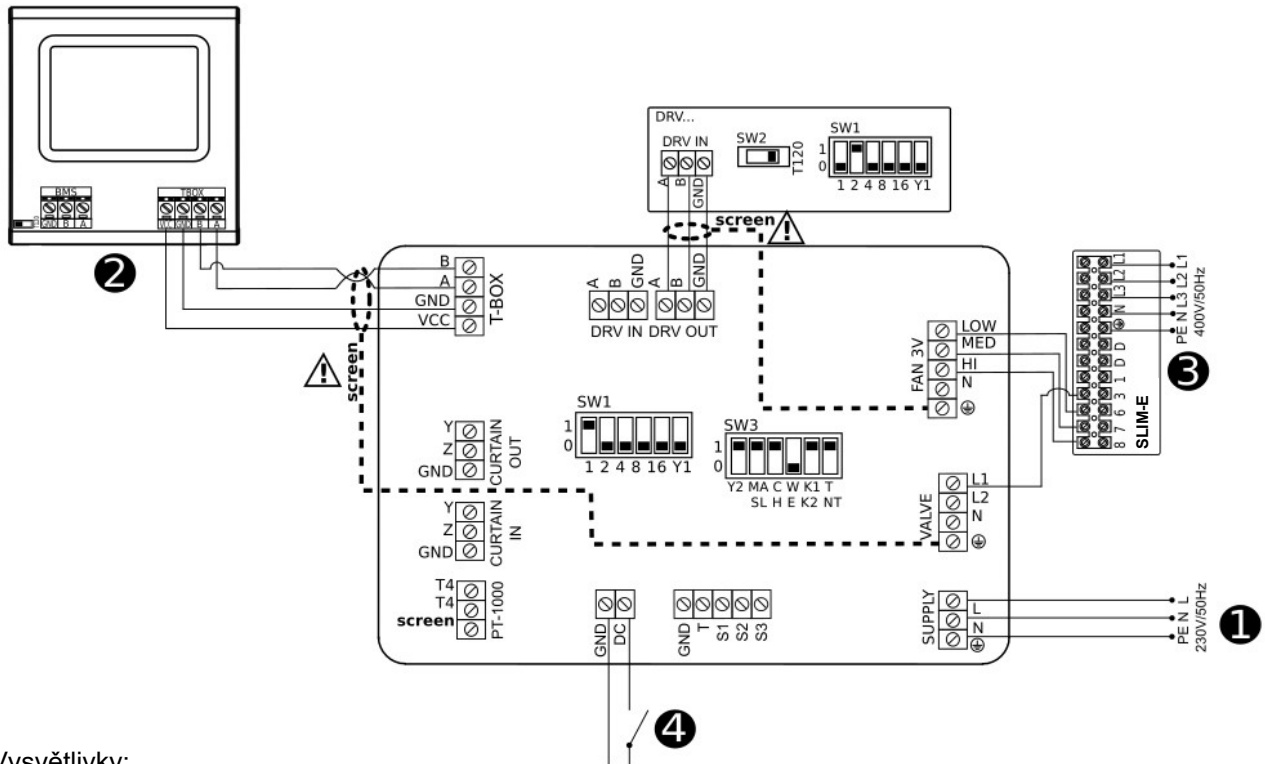 DRV...
DRV IN
SW2
SW1
T120
1
0
A
B
GND
1 2 4 8 16 Y1
BMS
TBOX
GND B A
VCC GND B A
screen
❷
B
A
GND
VCC
T-BOX
A
B
GND
A
B
GND
DRV IN
DRV OUT
screen
LOW
MED
HI
N
FAN 3V
L1
L2
L3
N
D
D
1
3
6
7
8
SLIM-E
PE N L3 L2 L1
400V/50Hz
❸
SW1
1
0
1 2 4 8 16 Y1
SW3
1
0
Y2 MA C W K1 T
SL H E K2 NT
Y
Z
GND
CURTAIN
OUT
Y
Z
GND
CURTAIN
IN
L1
L2
N
VALVE
T4
T4
screen
PT-1000
GND
DC
GND
T
S1
S2
S3
SUPPLY
L
N
PE N L
230V/50Hz
❶
❹
Vysvětlivky: